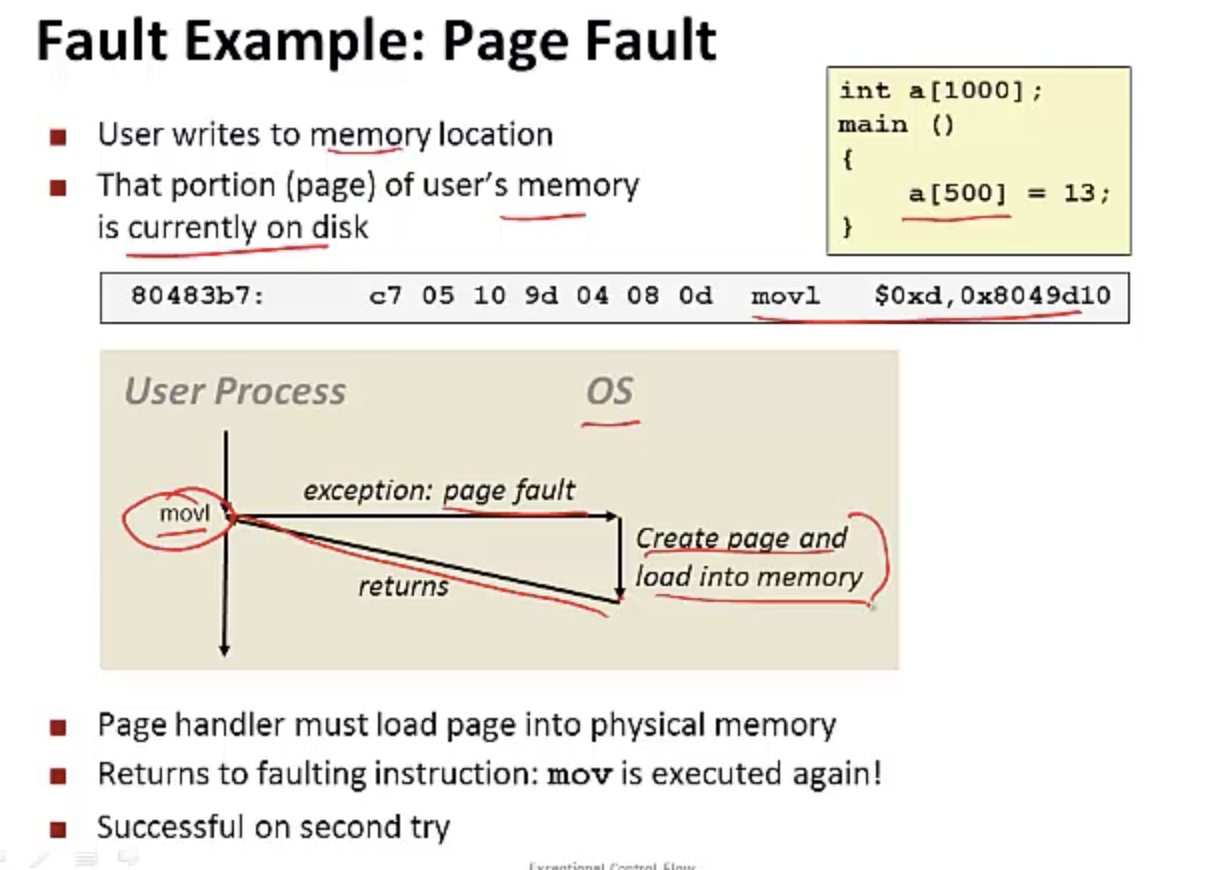 Fault Example: Page Fault
int a[1000];
main ()
{
a[500] = 13;
}
User writes to memory location
That portion (page) of user's memory
is currently on disk
80483b7: c7 05 10 9d 04 08 0d movl $0xd,0x8049d10
User Process OS
exception: page fault
movl
Create page and
load into memory
returns
Page handler must load page into physical memory
Returns to faulting instruction: mov is executed again!
Successful on second try
Exceptional Control Flow